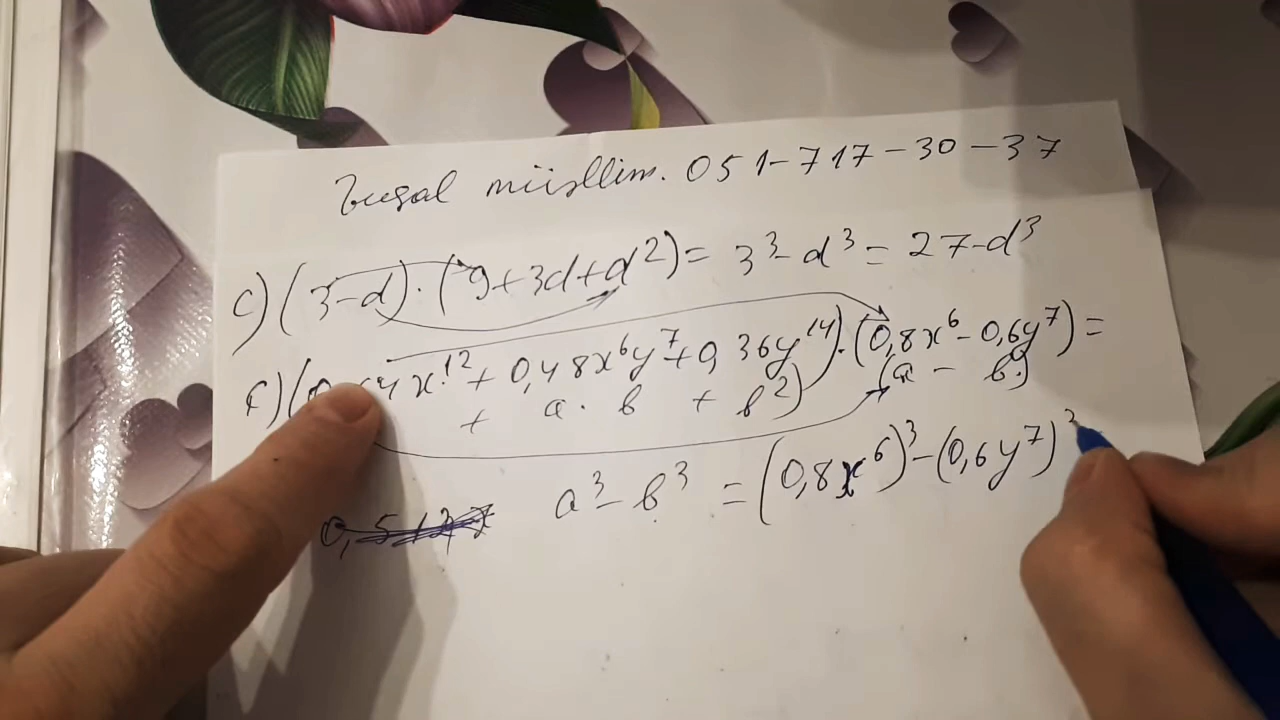 müəllim. 051-717-30-37
c) (3-d)·(9+3d+d²)= 3³-d³ = 27-d³
(0,64x¹²+0,48x⁶y⁷+0,36y¹⁴)·(0,8x⁶-0,6y⁷)=
+ a·b + b²) (a - b)
a³-b³ = (0,8x⁶)³-(0,6y⁷)³